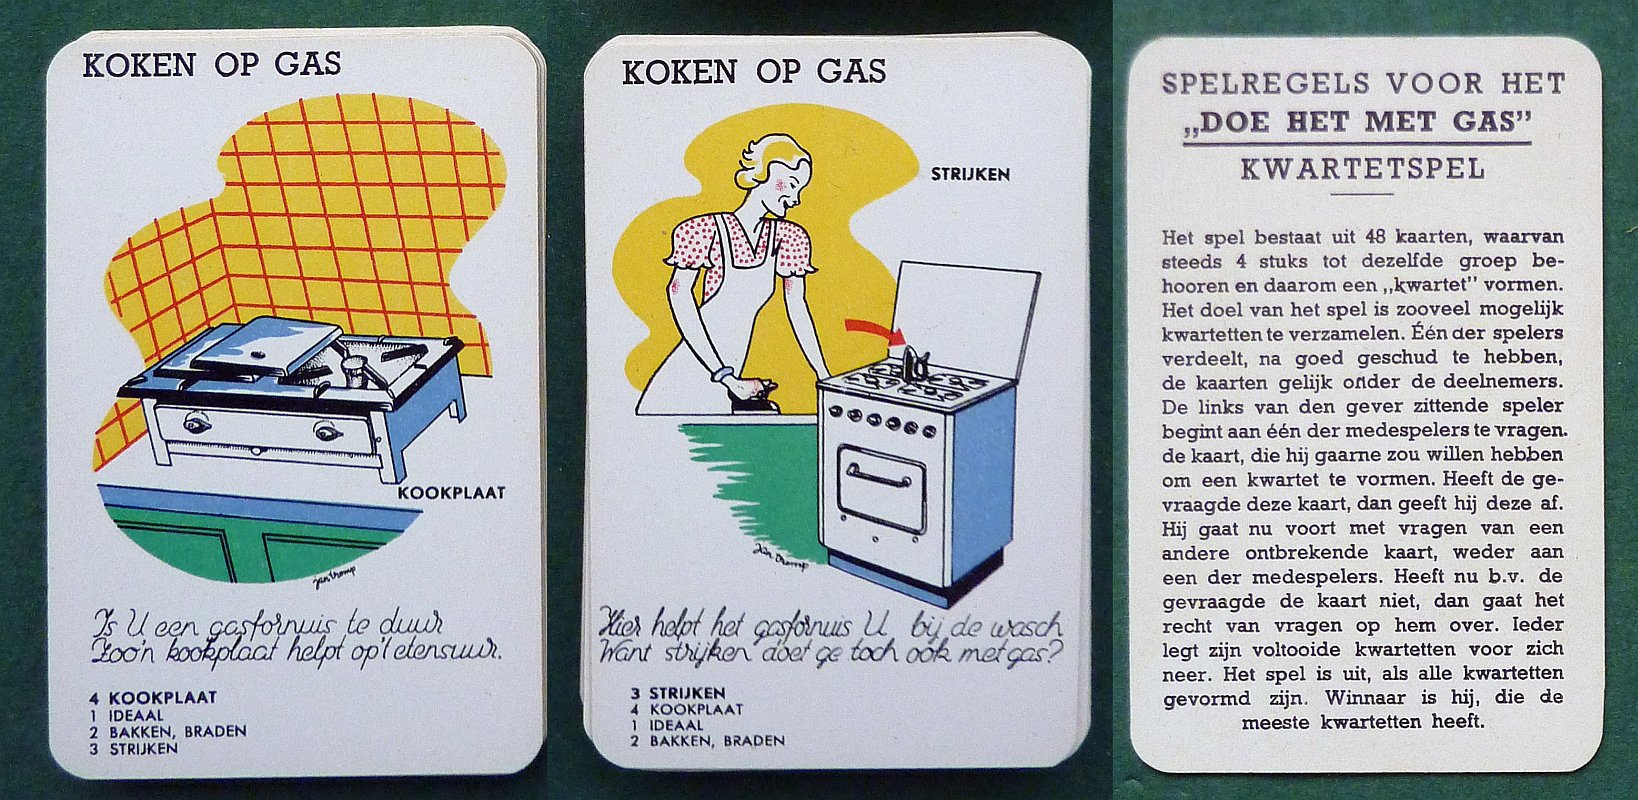 KOKEN OP GAS
KOOKPLAAT
jan tromp
Is U een gasfornuis te duur
Zoo'n kookplaat helpt op 't etensuur.
4 KOOKPLAAT
1 IDEAAL
2 BAKKEN, BRADEN
3 STRIJKEN
KOKEN OP GAS
STRIJKEN
jan tromp
Hier helpt het gasfornuis U bij de wasch
Want strijken doet ge toch ook met gas?
3 STRIJKEN
4 KOOKPLAAT
1 IDEAAL
2 BAKKEN, BRADEN
SPELREGELS VOOR HET
„DOE HET MET GAS”
KWARTETSPEL
Het spel bestaat uit 48 kaarten, waarvan
steeds 4 stuks tot dezelfde groep be-
hooren en daarom een „kwartet” vormen.
Het doel van het spel is zooveel mogelijk
kwartetten te verzamelen. Één der spelers
verdeelt, na goed geschud te hebben,
de kaarten gelijk onder de deelnemers.
De links van den gever zittende speler
begint aan één der medespelers te vragen.
de kaart, die hij gaarne zou willen hebben
om een kwartet te vormen. Heeft de ge-
vraagde deze kaart, dan geeft hij deze af.
Hij gaat nu voort met vragen van een
andere ontbrekende kaart, weder aan
een der medespelers. Heeft nu b.v. de
gevraagde de kaart niet, dan gaat het
recht van vragen op hem over. Ieder
legt zijn voltooide kwartetten voor zich
neer. Het spel is uit, als alle kwartetten
gevormd zijn. Winnaar is hij, die de
meeste kwartetten heeft.